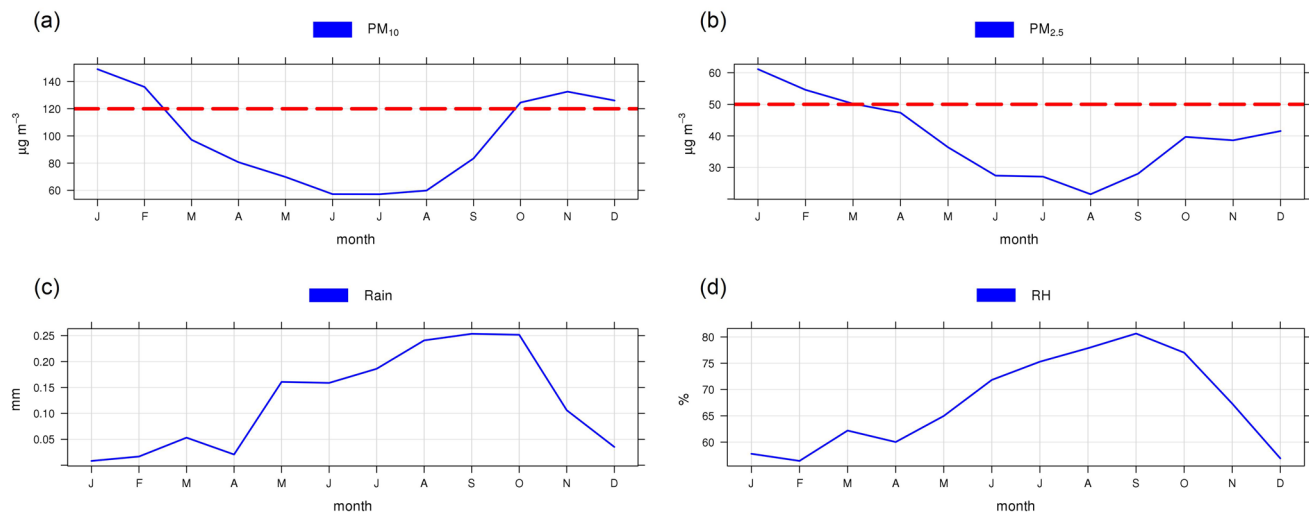 (a)
PM₁₀
µg m⁻³
140
120
100
80
60
J F M A M J J A S O N D
month
(b)
PM₂.₅
µg m⁻³
60
50
40
30
J F M A M J J A S O N D
month
(c)
Rain
mm
0.25
0.20
0.15
0.10
0.05
J F M A M J J A S O N D
month
(d)
RH
%
80
75
70
65
60
J F M A M J J A S O N D
month